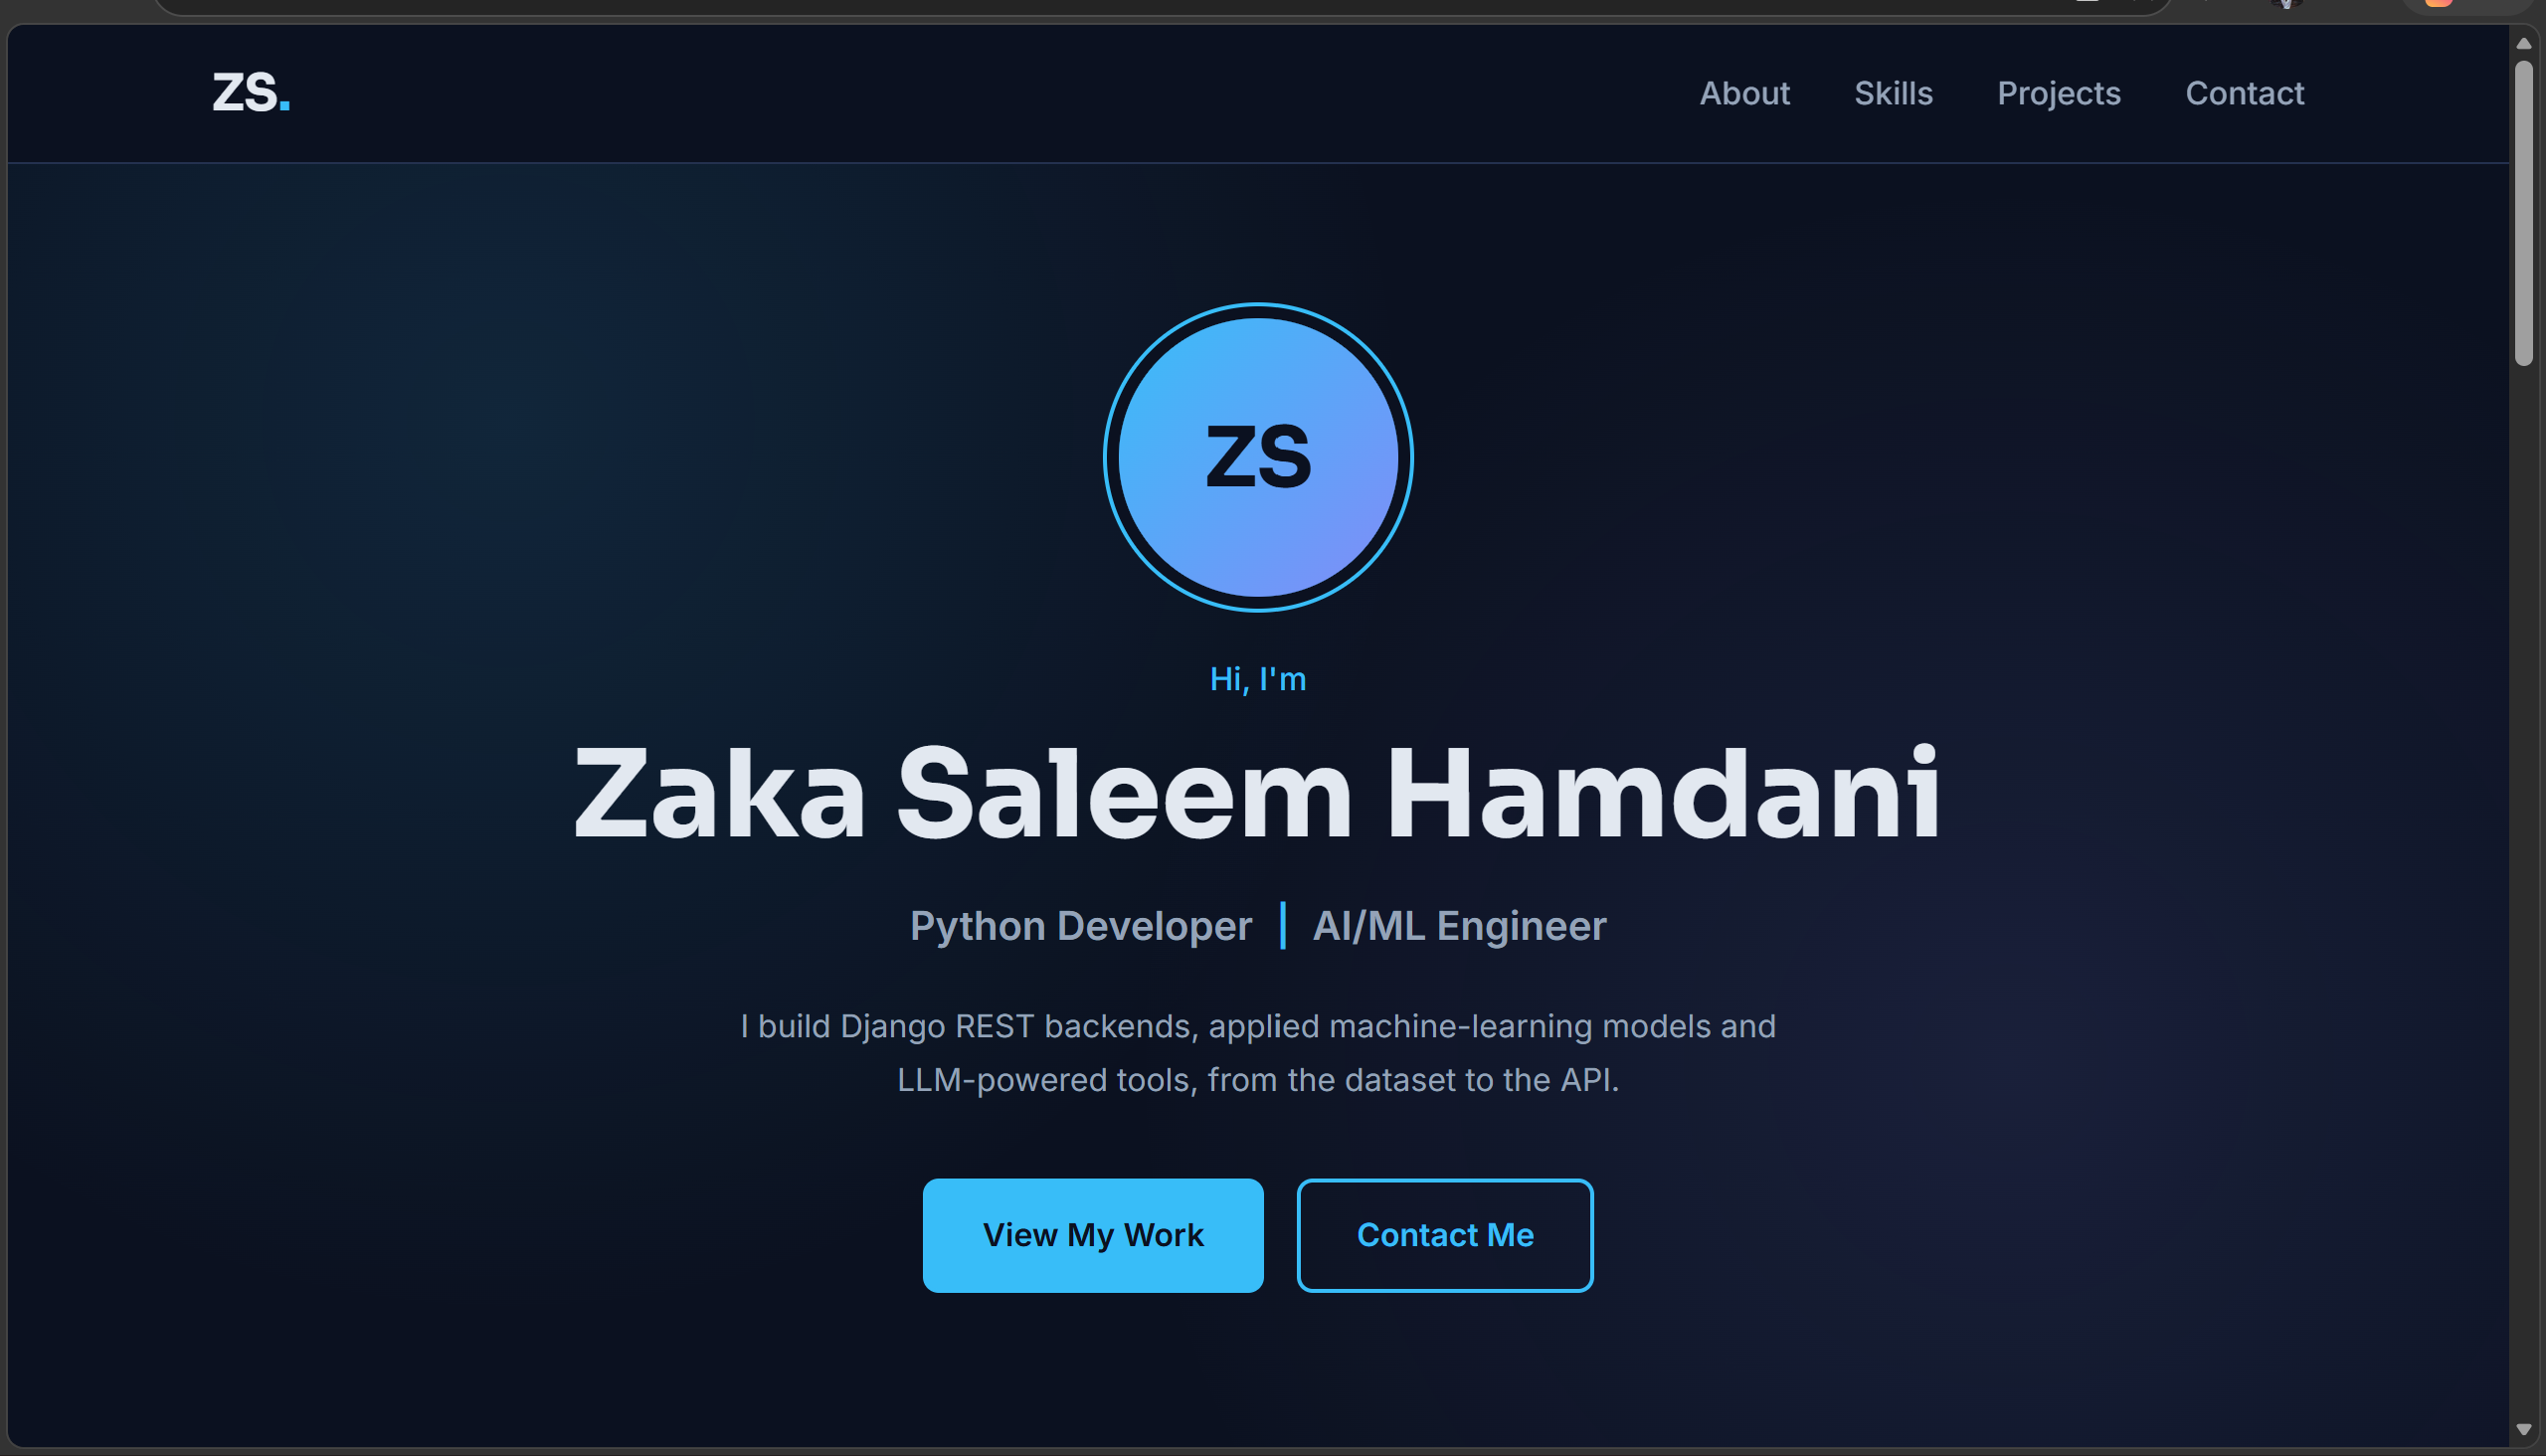 ZS.
About
Skills
Projects
Contact
ZS
Hi, I'm
Zaka Saleem Hamdani
Python Developer | AI/ML Engineer
I build Django REST backends, applied machine-learning models and
LLM-powered tools, from the dataset to the API.
View My Work
Contact Me